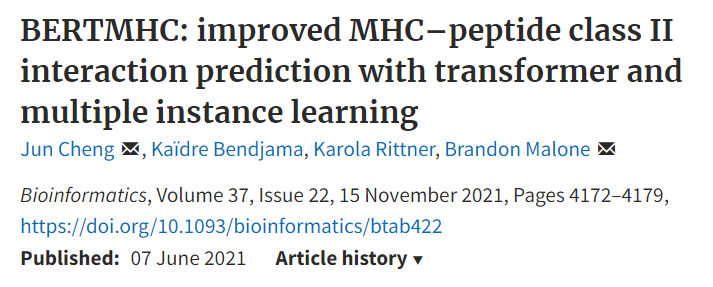 BERTMHC: improved MHC–peptide class II
interaction prediction with transformer and
multiple instance learning
Jun Cheng, Kaïdre Bendjama, Karola Rittner, Brandon Malone
Bioinformatics, Volume 37, Issue 22, 15 November 2021, Pages 4172–4179,
https://doi.org/10.1093/bioinformatics/btab422
Published: 07 June 2021 Article history ▾